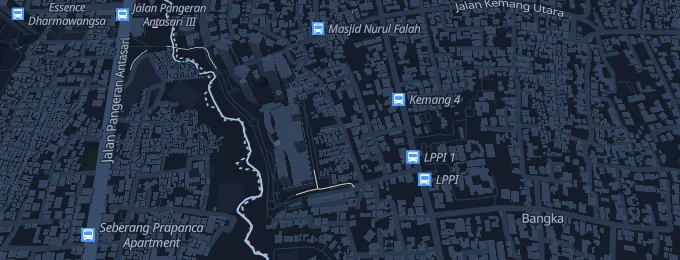 Essence
Dharmawangsa
Jalan Pangeran
Antasari III
Masjid Nurul Falah
Jalan Kemang Utara
Jalan Pangeran Antasari
Kemang 4
LPPI 1
LPPI
Bangka
Seberang Prapanca
Apartment